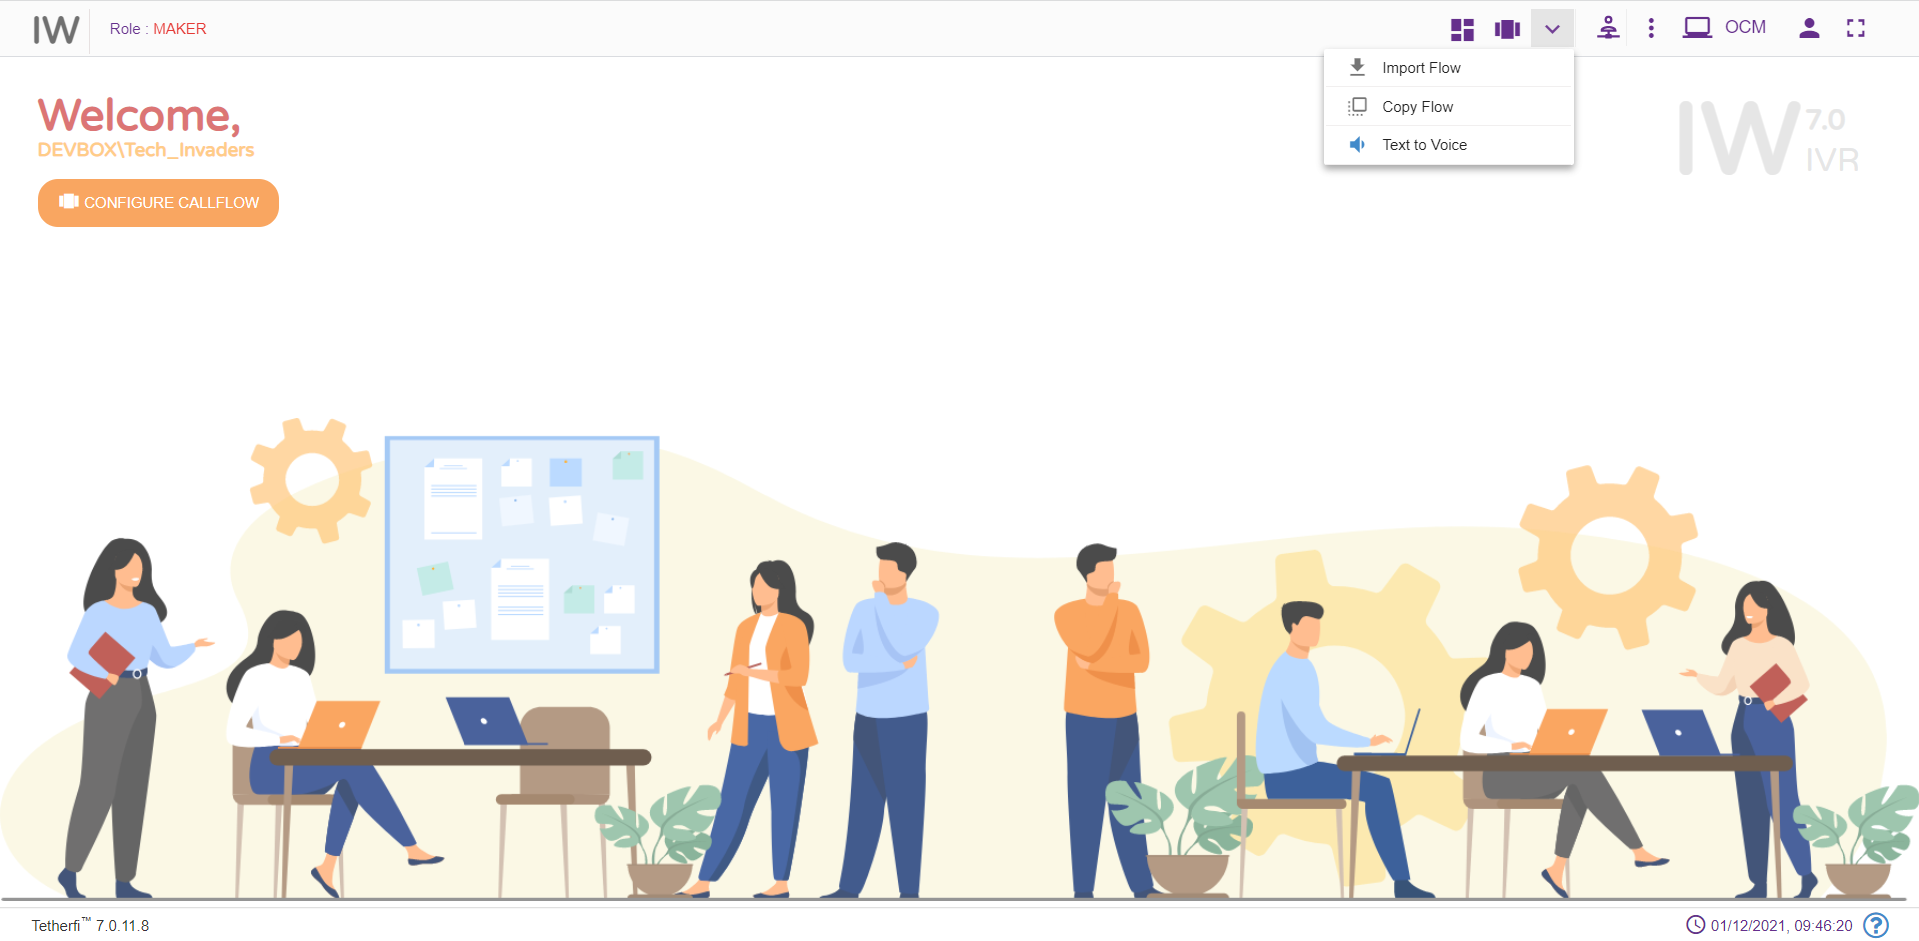 IW
Role : MAKER
OCM
Import Flow
Copy Flow
Text to Voice
Welcome,
DEVBOX\Tech_Invaders
CONFIGURE CALLFLOW
IW 7.0
IVR
Tetherfi™ 7.0.11.8
01/12/2021, 09:46:20 ?